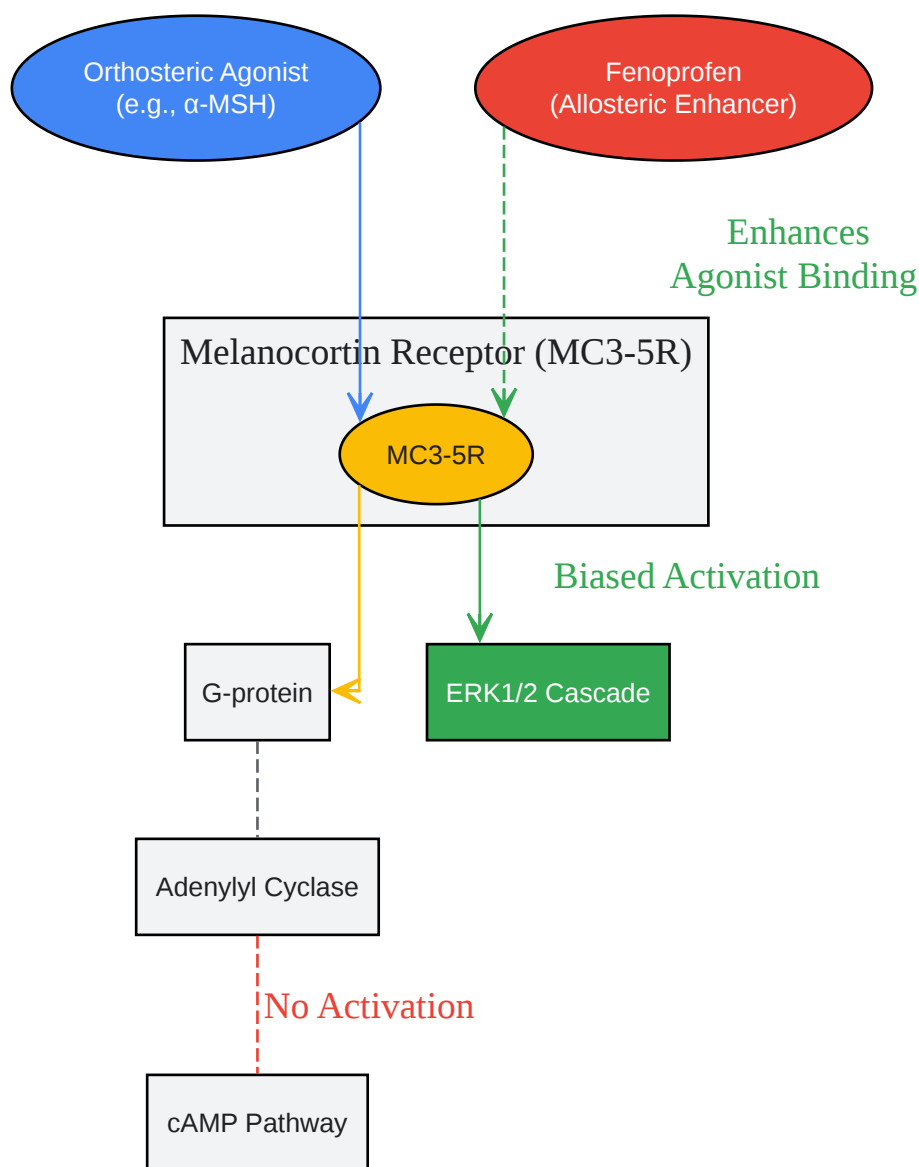 Orthosteric Agonist
(e.g., α-MSH)
Fenoprofen
(Allosteric Enhancer)
Enhances
Agonist Binding
Melanocortin Receptor (MC3-5R)
MC3-5R
Biased Activation
G-protein
ERK1/2 Cascade
Adenylyl Cyclase
No Activation
cAMP Pathway